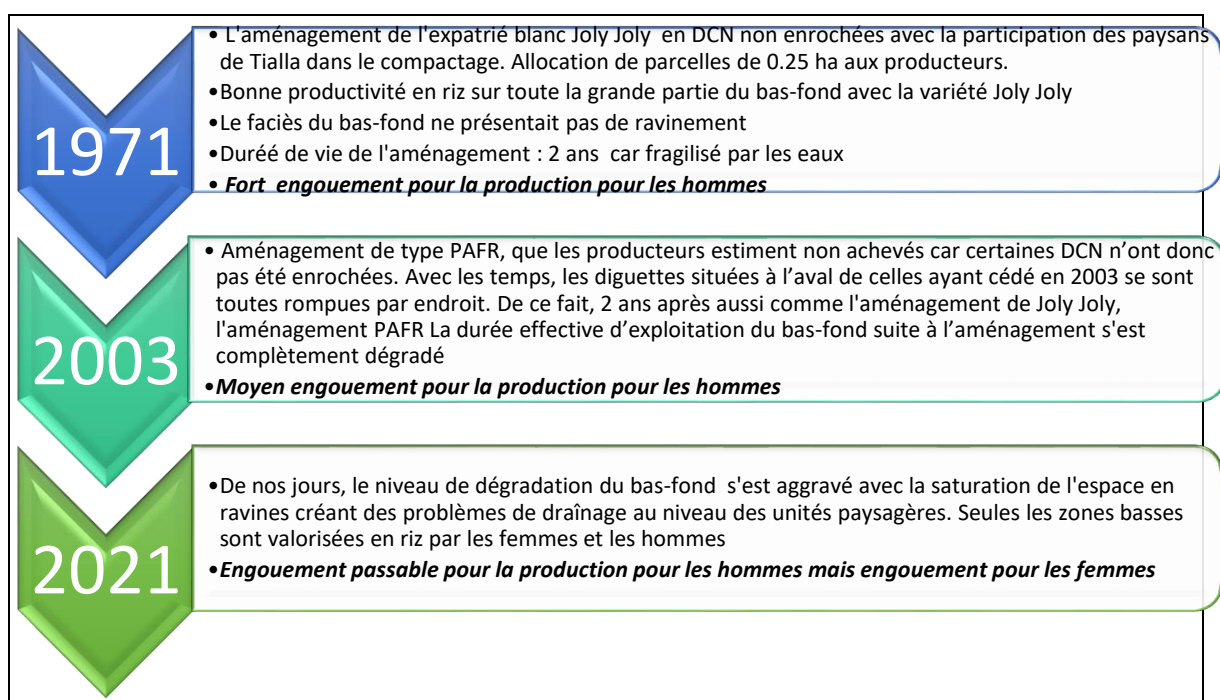 1971
• L'aménagement de l'expatrié blanc Joly Joly en DCN non enrochées avec la participation des paysans
de Tialla dans le compactage. Allocation de parcelles de 0.25 ha aux producteurs.
•Bonne productivité en riz sur toute la grande partie du bas-fond avec la variété Joly Joly
•Le faciès du bas-fond ne présentait pas de ravinement
•Duréé de vie de l'aménagement : 2 ans car fragilisé par les eaux
• Fort engouement pour la production pour les hommes
2003
• Aménagement de type PAFR, que les producteurs estiment non achevés car certaines DCN n’ont donc
pas été enrochées. Avec les temps, les diguettes situées à l’aval de celles ayant cédé en 2003 se sont
toutes rompues par endroit. De ce fait, 2 ans après aussi comme l'aménagement de Joly Joly,
l'aménagement PAFR La durée effective d’exploitation du bas-fond suite à l’aménagement s'est
complètement dégradé
•Moyen engouement pour la production pour les hommes
2021
•De nos jours, le niveau de dégradation du bas-fond s'est aggravé avec la saturation de l'espace en
ravines créant des problèmes de draînage au niveau des unités paysagères. Seules les zones basses
sont valorisées en riz par les femmes et les hommes
•Engouement passable pour la production pour les hommes mais engouement pour les femmes